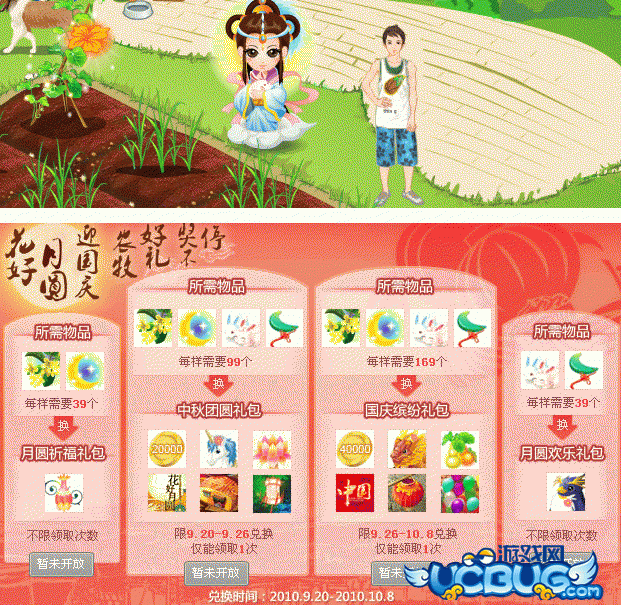 花好月圆
迎国庆
农牧好礼奖不停
所需物品
每样需要39个
换
月圆祈福礼包
不限领取次数
暂未开放
所需物品
每样需要99个
换
中秋团圆礼包
20000
花好月圆
限9.20-9.26兑换
仅能领取1次
暂未开放
所需物品
每样需要169个
换
国庆缤纷礼包
40000
中国
限9.26-10.8兑换
仅能领取1次
暂未
所需物品
每样需要39个
换
月圆欢乐礼包
不限领取次数
游戏网
UCBUG.com
兑换时间：2010.9.20-2010.10.8